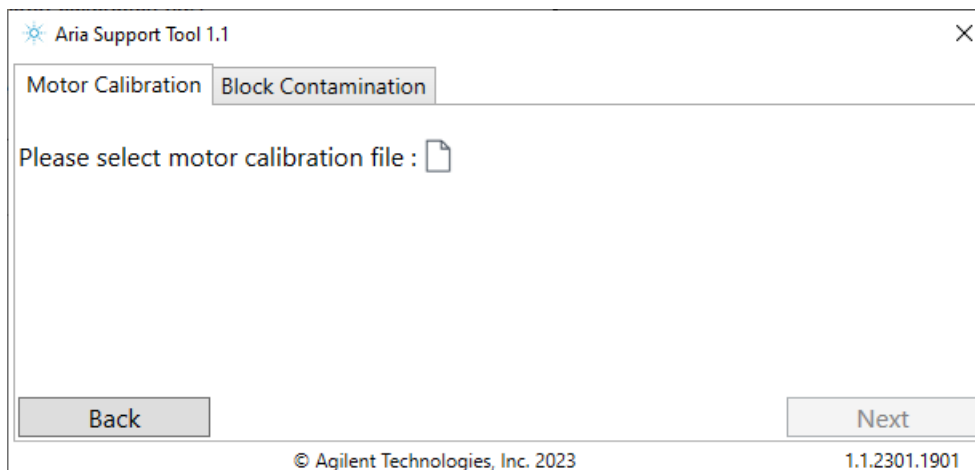 Aria Support Tool 1.1
Motor Calibration Block Contamination
Please select motor calibration file :
Back Next
© Agilent Technologies, Inc. 2023 1.1.2301.1901